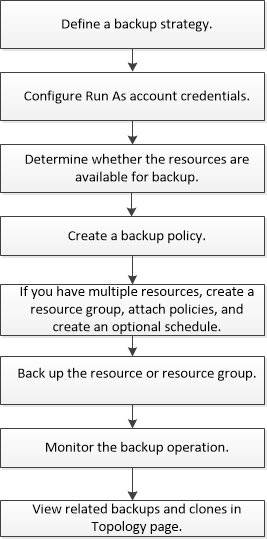 Define a backup strategy.
Configure Run As account credentials.
Determine whether the resources are
available for backup.
Create a backup policy.
If you have multiple resources, create a
resource group, attach policies, and
create an optional schedule.
Back up the resource or resource group.
Monitor the backup operation.
View related backups and clones in
Topology page.